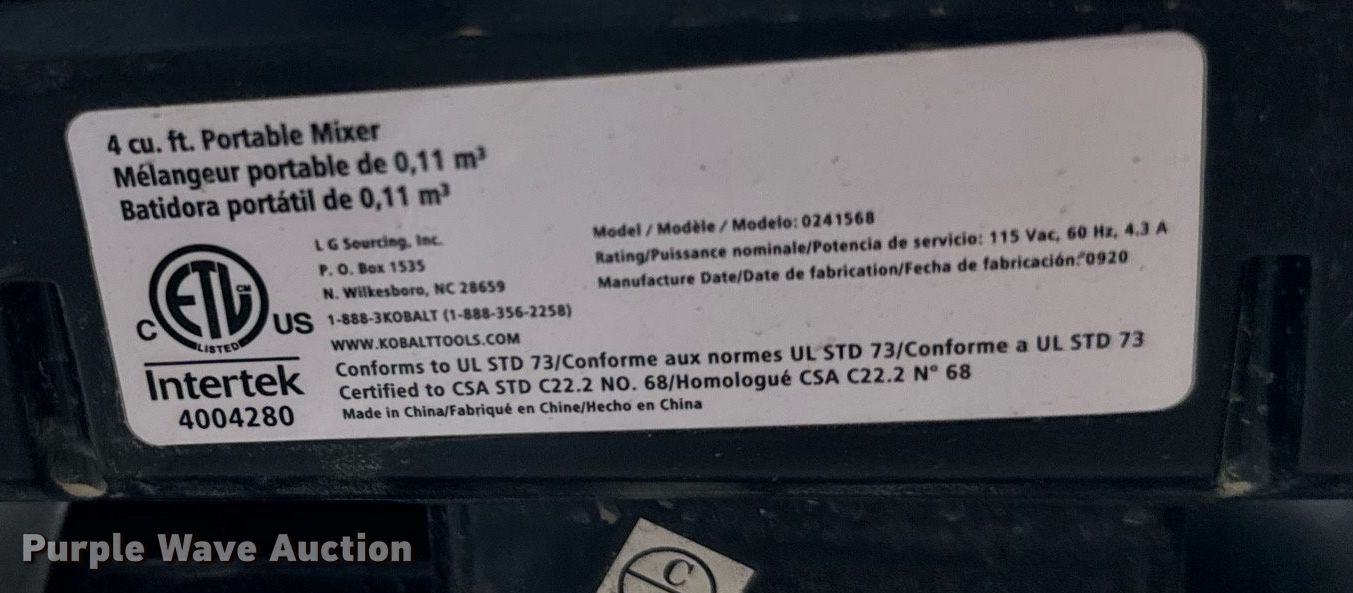 4 cu. ft. Portable Mixer
Mélangeur portable de 0,11 m³
Batidora portátil de 0,11 m³
L G Sourcing, Inc.
P. O. Box 1535
N. Wilkesboro, NC 28659
1-888-3KOBALT (1-888-356-2258)
WWW.KOBALTTOOLS.COM
Model / Modèle / Modelo: 0241568
Rating/Puissance nominale/Potencia de servicio: 115 Vac, 60 Hz, 4.3 A
Manufacture Date/Date de fabrication/Fecha de fabricación: 0920
Conforms to UL STD 73/Conforme aux normes UL STD 73/Conforme a UL STD 73
Certified to CSA STD C22.2 NO. 68/Homologué CSA C22.2 N° 68
Made in China/Fabriqué en Chine/Hecho en China
C ETL CM US
LISTED
Intertek
4004280
Purple Wave Auction
C